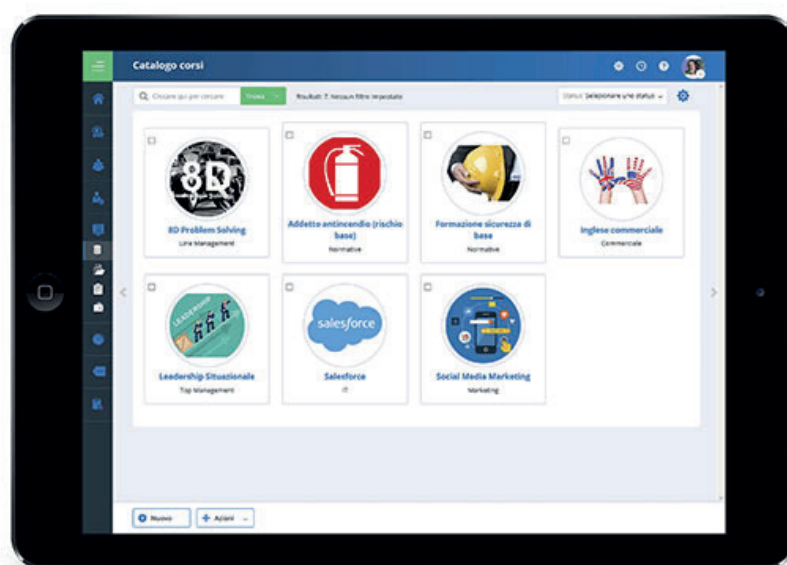 Catalogo corsi
Cliccare qui per cercare
Trova
Risultati: 7. Nessun filtro impostato
Status: Selezionare uno status
8D
8D Problem Solving
Line Management
Addetto antincendio (rischio
base)
Normative
Formazione sicurezza di
base
Normative
Inglese commerciale
Commerciale
LEADERSHIP
Leadership Situazionale
Top Management
salesforce
Salesforce
IT
Social Media Marketing
Marketing
Nuovo
Azioni